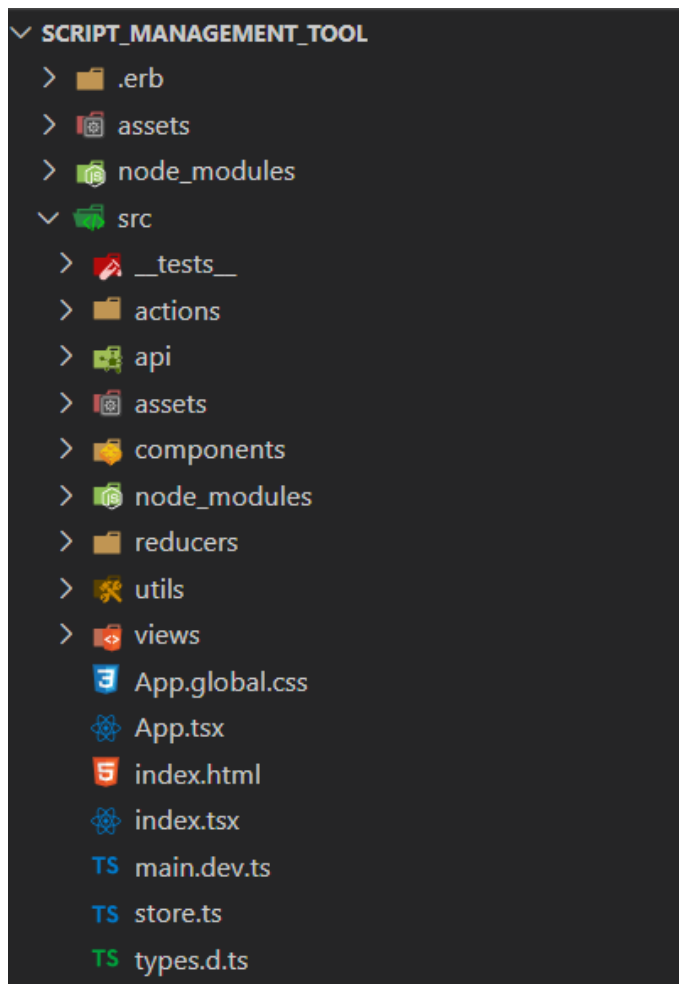 SCRIPT_MANAGEMENT_TOOL
.erb
assets
node_modules
src
__tests__
actions
api
assets
components
node_modules
reducers
utils
views
App.global.css
App.tsx
index.html
index.tsx
TS main.dev.ts
TS store.ts
TS types.d.ts